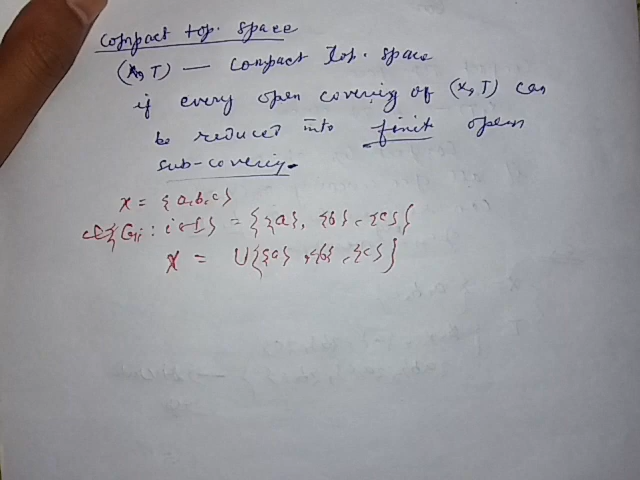 Compact top. space
(X, T) — Compact Top. space
if every open covering of (X, T) can
be reduced into finite open
sub-covering.
X = {a,b,c}
{Gi : i∈I} = {{a}, {b}, {c}}
X = U{{a}, {b}, {c}}